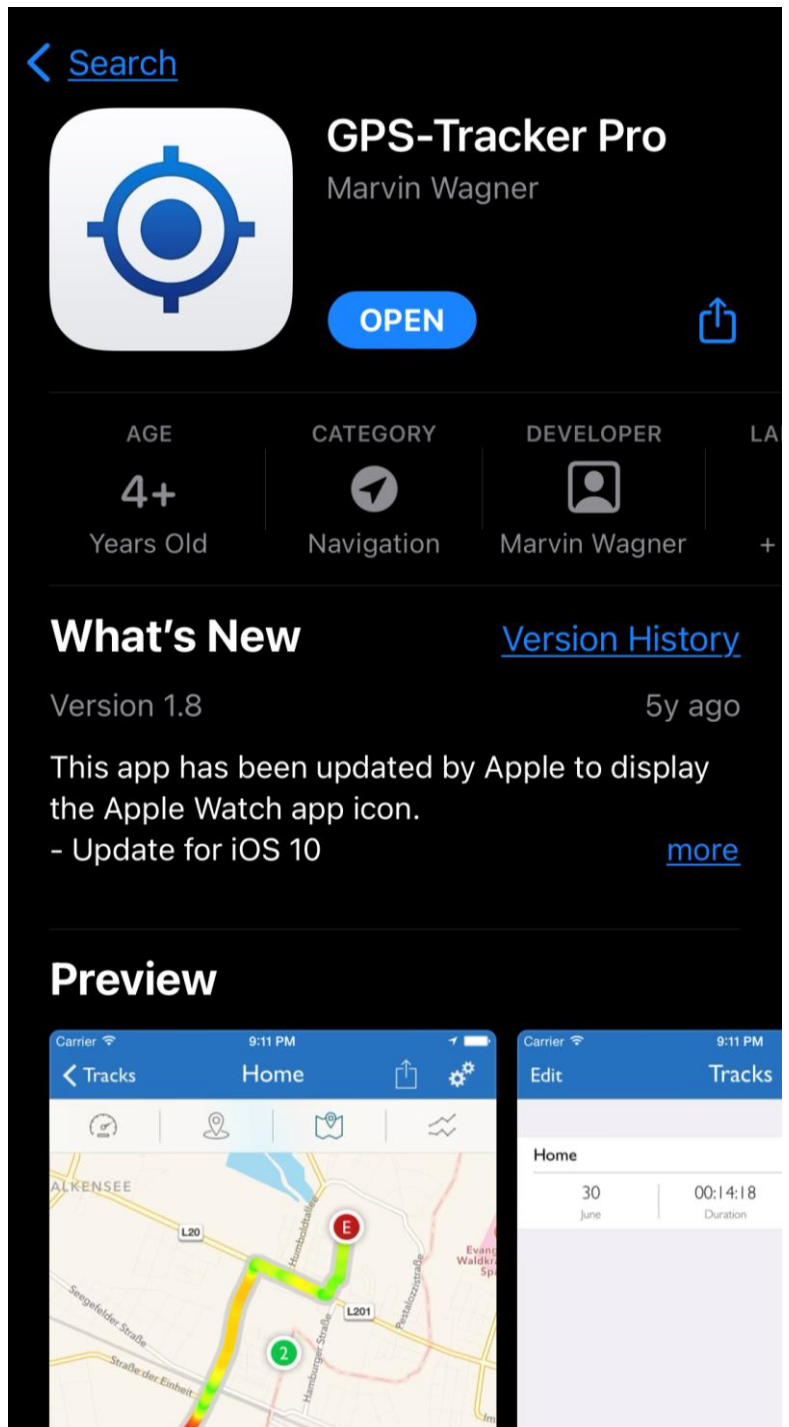 Search
GPS-Tracker Pro
Marvin Wagner
OPEN
AGE
4+
Years Old
CATEGORY
Navigation
DEVELOPER
Marvin Wagner
+
What's New
Version History
Version 1.8
5y ago
This app has been updated by Apple to display
the Apple Watch app icon.
- Update for iOS 10
more
Preview
Carrier
9:11 PM
Tracks
Home
L20
Humboldtallee
E
L201
Pestalozzistraße
Seegefelder Straße
Straße der Einheit
2
Hamburger Straße
Carrier
9:11 PM
Edit
Tracks
Home
30
June
00:14:18
Duration